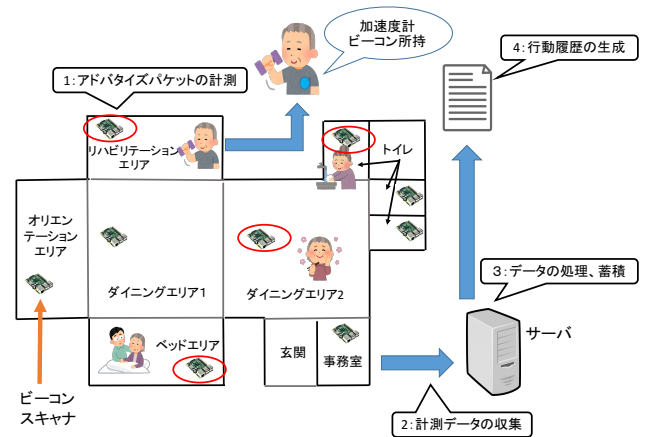 加速度計
ビーコン所持
4：行動履歴の生成
1：アドバタイズパケットの計測
リハビリテーション
エリア
トイレ
オリエン
テーション
エリア
ダイニングエリア1
ダイニングエリア2
3：データの処理、蓄積
サーバ
ベッドエリア
玄関
事務室
ビーコン
スキャナ
2：計測データの収集